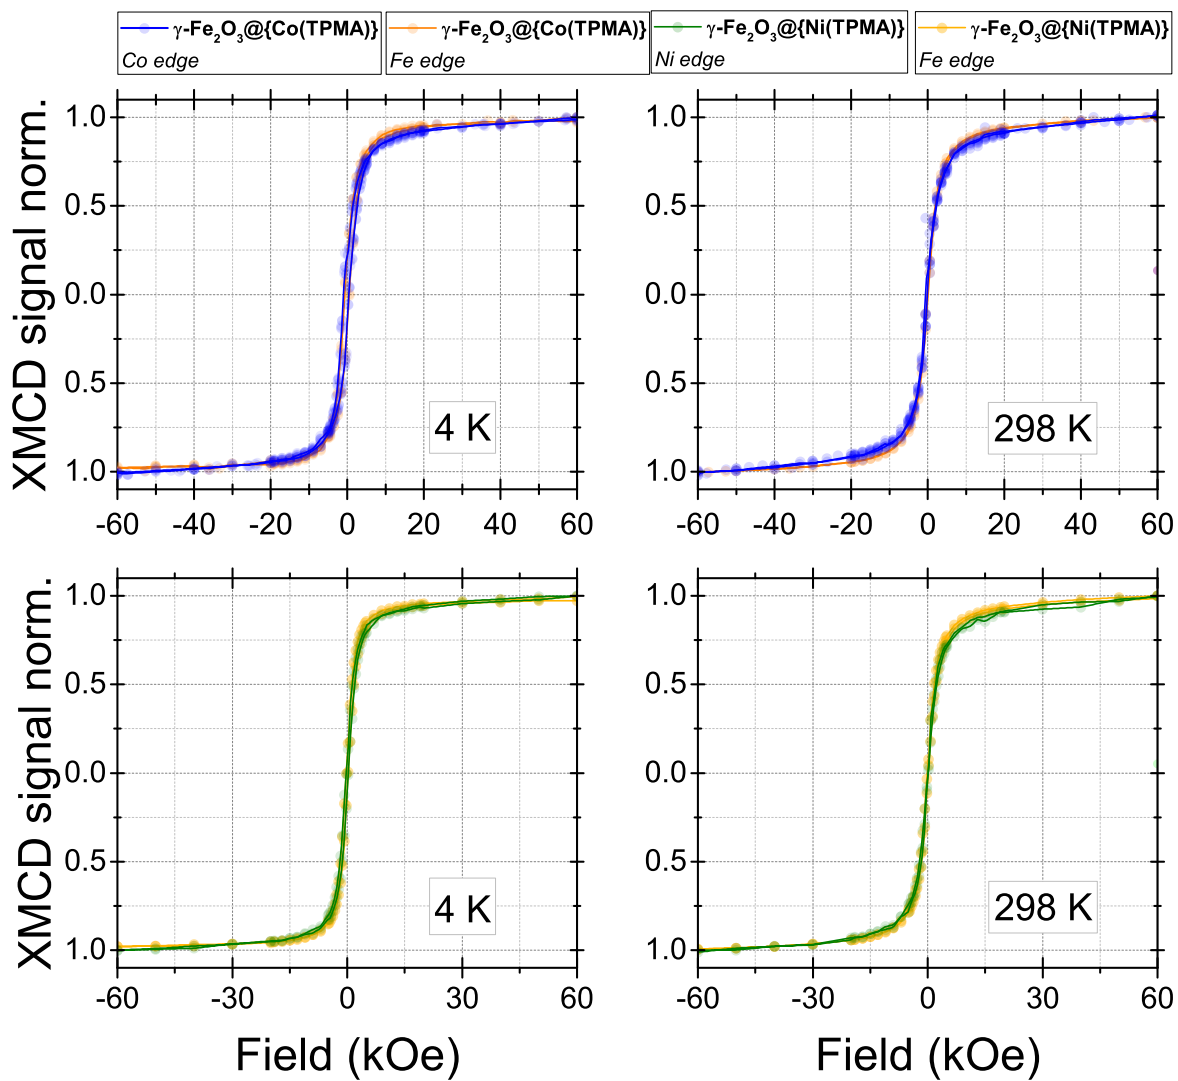 γ-Fe₂O₃@{Co(TPMA)} γ-Fe₂O₃@{Co(TPMA)} γ-Fe₂O₃@{Ni(TPMA)} γ-Fe₂O₃@{Ni(TPMA)}
Co edge Fe edge Ni edge Fe edge
XMCD signal norm.
1.0
0.5
0.0
0.5
1.0
4 K
-60 -40 -20 0 20 40 60
1.0
0.5
0.0
0.5
1.0
298 K
-60 -40 -20 0 20 40 60
XMCD signal norm.
1.0
0.5
0.0
0.5
1.0
4 K
-60 -30 0 30 60
Field (kOe)
1.0
0.5
0.0
0.5
1.0
298 K
-60 -30 0 30 60
Field (kOe)